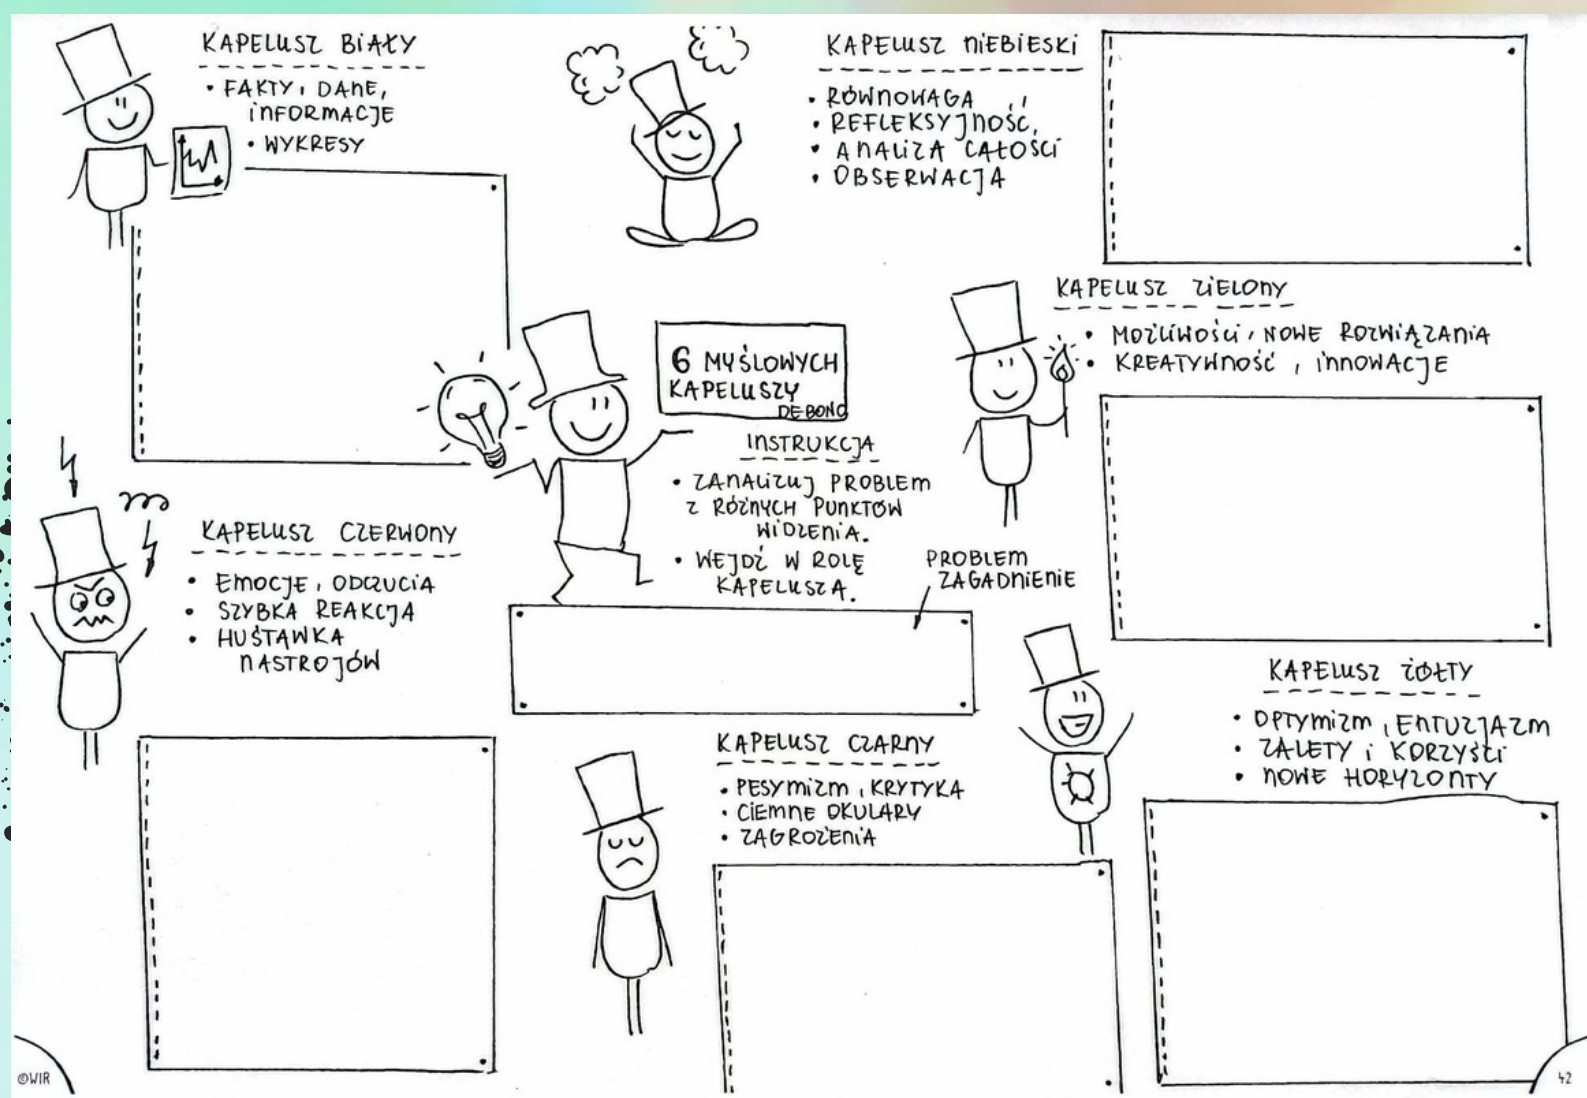 KAPELUSZ BIAŁY
• FAKTY, DANE,
INFORMACJE
• WYKRESY
KAPELUSZ NIEBIESKI
• RÓWNOWAGA
• REFLEKSYJNOŚĆ,
• ANALIZA CAŁOŚCI
• OBSERWACJA
KAPELUSZ ZIELONY
• MOŻLIWOŚCI, NOWE ROZWIĄZANIA
• KREATYWNOŚĆ, INNOWACJE
6 MYŚLOWYCH
KAPELUSZY
DE BONO
INSTRUKCJA
• ZANALIZUJ PROBLEM
Z RÓŻNYCH PUNKTÓW
WIDZENIA.
• WEJDŹ W ROLĘ
KAPELUSZA.
PROBLEM
ZAGADNIENIE
KAPELUSZ CZERWONY
• EMOCJE, ODCZUCIA
• SZYBKA REAKCJA
• HUŚTAWKA
NASTROJÓW
KAPELUSZ CZARNY
• PESYMIZM, KRYTYKA
• CIEMNE OKULARY
• ZAGROŻENIA
KAPELUSZ ŻÓŁTY
• OPTYMIZM, ENTUZJAZM
• ZALETY I KORZYŚCI
• NOWE HORYZONTY
©WIR
42